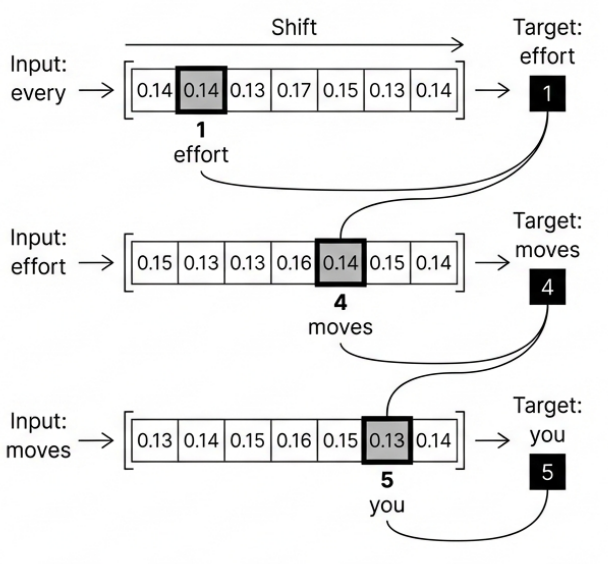 Shift
Target:
effort
Input:
every
0.14 0.14 0.13 0.17 0.15 0.13 0.14
1
1
effort
Target:
moves
Input:
effort
0.15 0.13 0.13 0.16 0.14 0.15 0.14
4
4
moves
Target:
you
Input:
moves
0.13 0.14 0.15 0.16 0.15 0.13 0.14
5
5
you